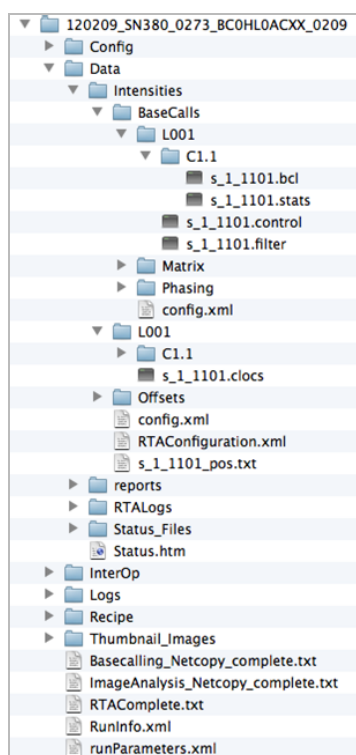 120209_SN380_0273_BC0HL0ACXX_0209
Config
Data
Intensities
BaseCalls
L001
C1.1
s_1_1101.bcl
s_1_1101.stats
s_1_1101.control
s_1_1101.filter
Matrix
Phasing
config.xml
L001
C1.1
s_1_1101.clocs
Offsets
config.xml
RTAConfiguration.xml
s_1_1101_pos.txt
reports
RTALogs
Status_Files
Status.htm
InterOp
Logs
Recipe
Thumbnail_Images
Basecalling_Netcopy_complete.txt
ImageAnalysis_Netcopy_complete.txt
RTAComplete.txt
RunInfo.xml
runParameters.xml